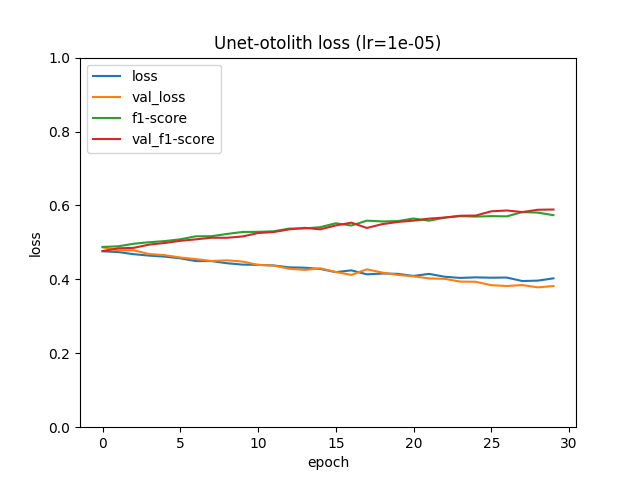 Unet-otolith loss (lr=1e-05)
loss
val_loss
f1-score
val_f1-score
1.0
0.8
0.6
0.4
0.2
0.0
loss
0 5 10 15 20 25 30
epoch